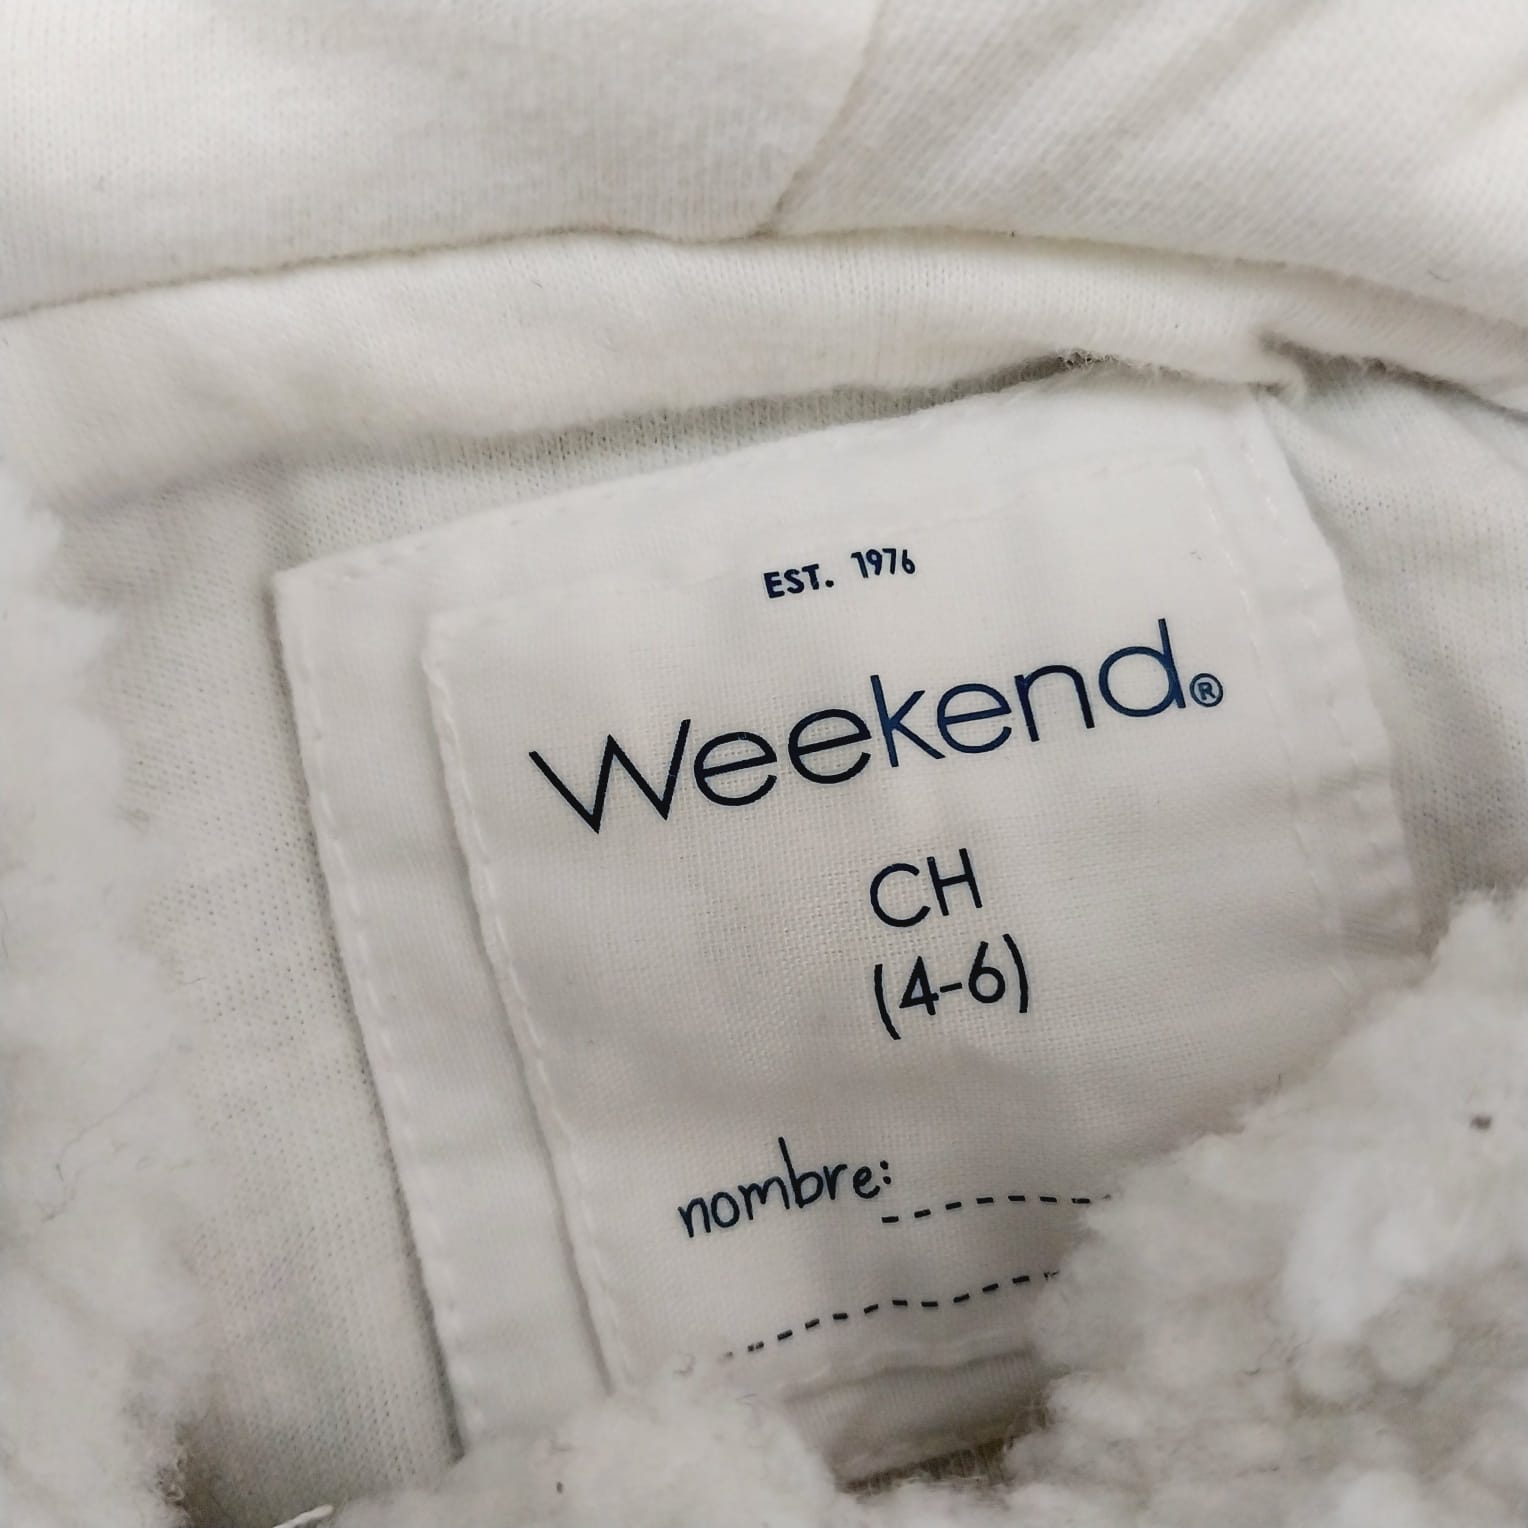 EST. 1976
Weekend®
CH
(4-6)
nombre: